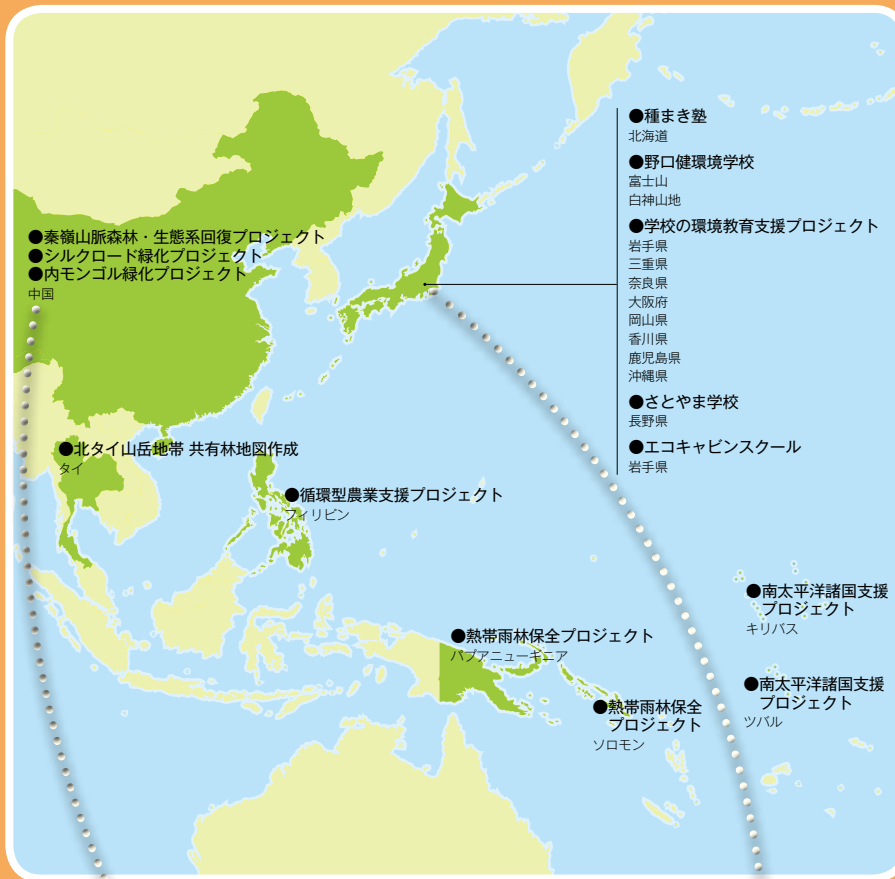 ●種まき塾
北海道
●野口健環境学校
富士山
白神山地
●学校の環境教育支援プロジェクト
岩手県
三重県
奈良県
大阪府
岡山県
香川県
鹿児島県
沖縄県
●さとやま学校
長野県
●エコキャビンスクール
岩手県
●秦嶺山脈森林・生態系回復プロジェクト
●シルクロード緑化プロジェクト
●内モンゴル緑化プロジェクト
中国
●北タイ山岳地帯 共有林地図作成
タイ
●循環型農業支援プロジェクト
フィリピン
●熱帯雨林保全プロジェクト
パプアニューギニア
●熱帯雨林保全
プロジェクト
ソロモン
●南太平洋諸国支援
プロジェクト
キリバス
●南太平洋諸国支援
プロジェクト
ツバル